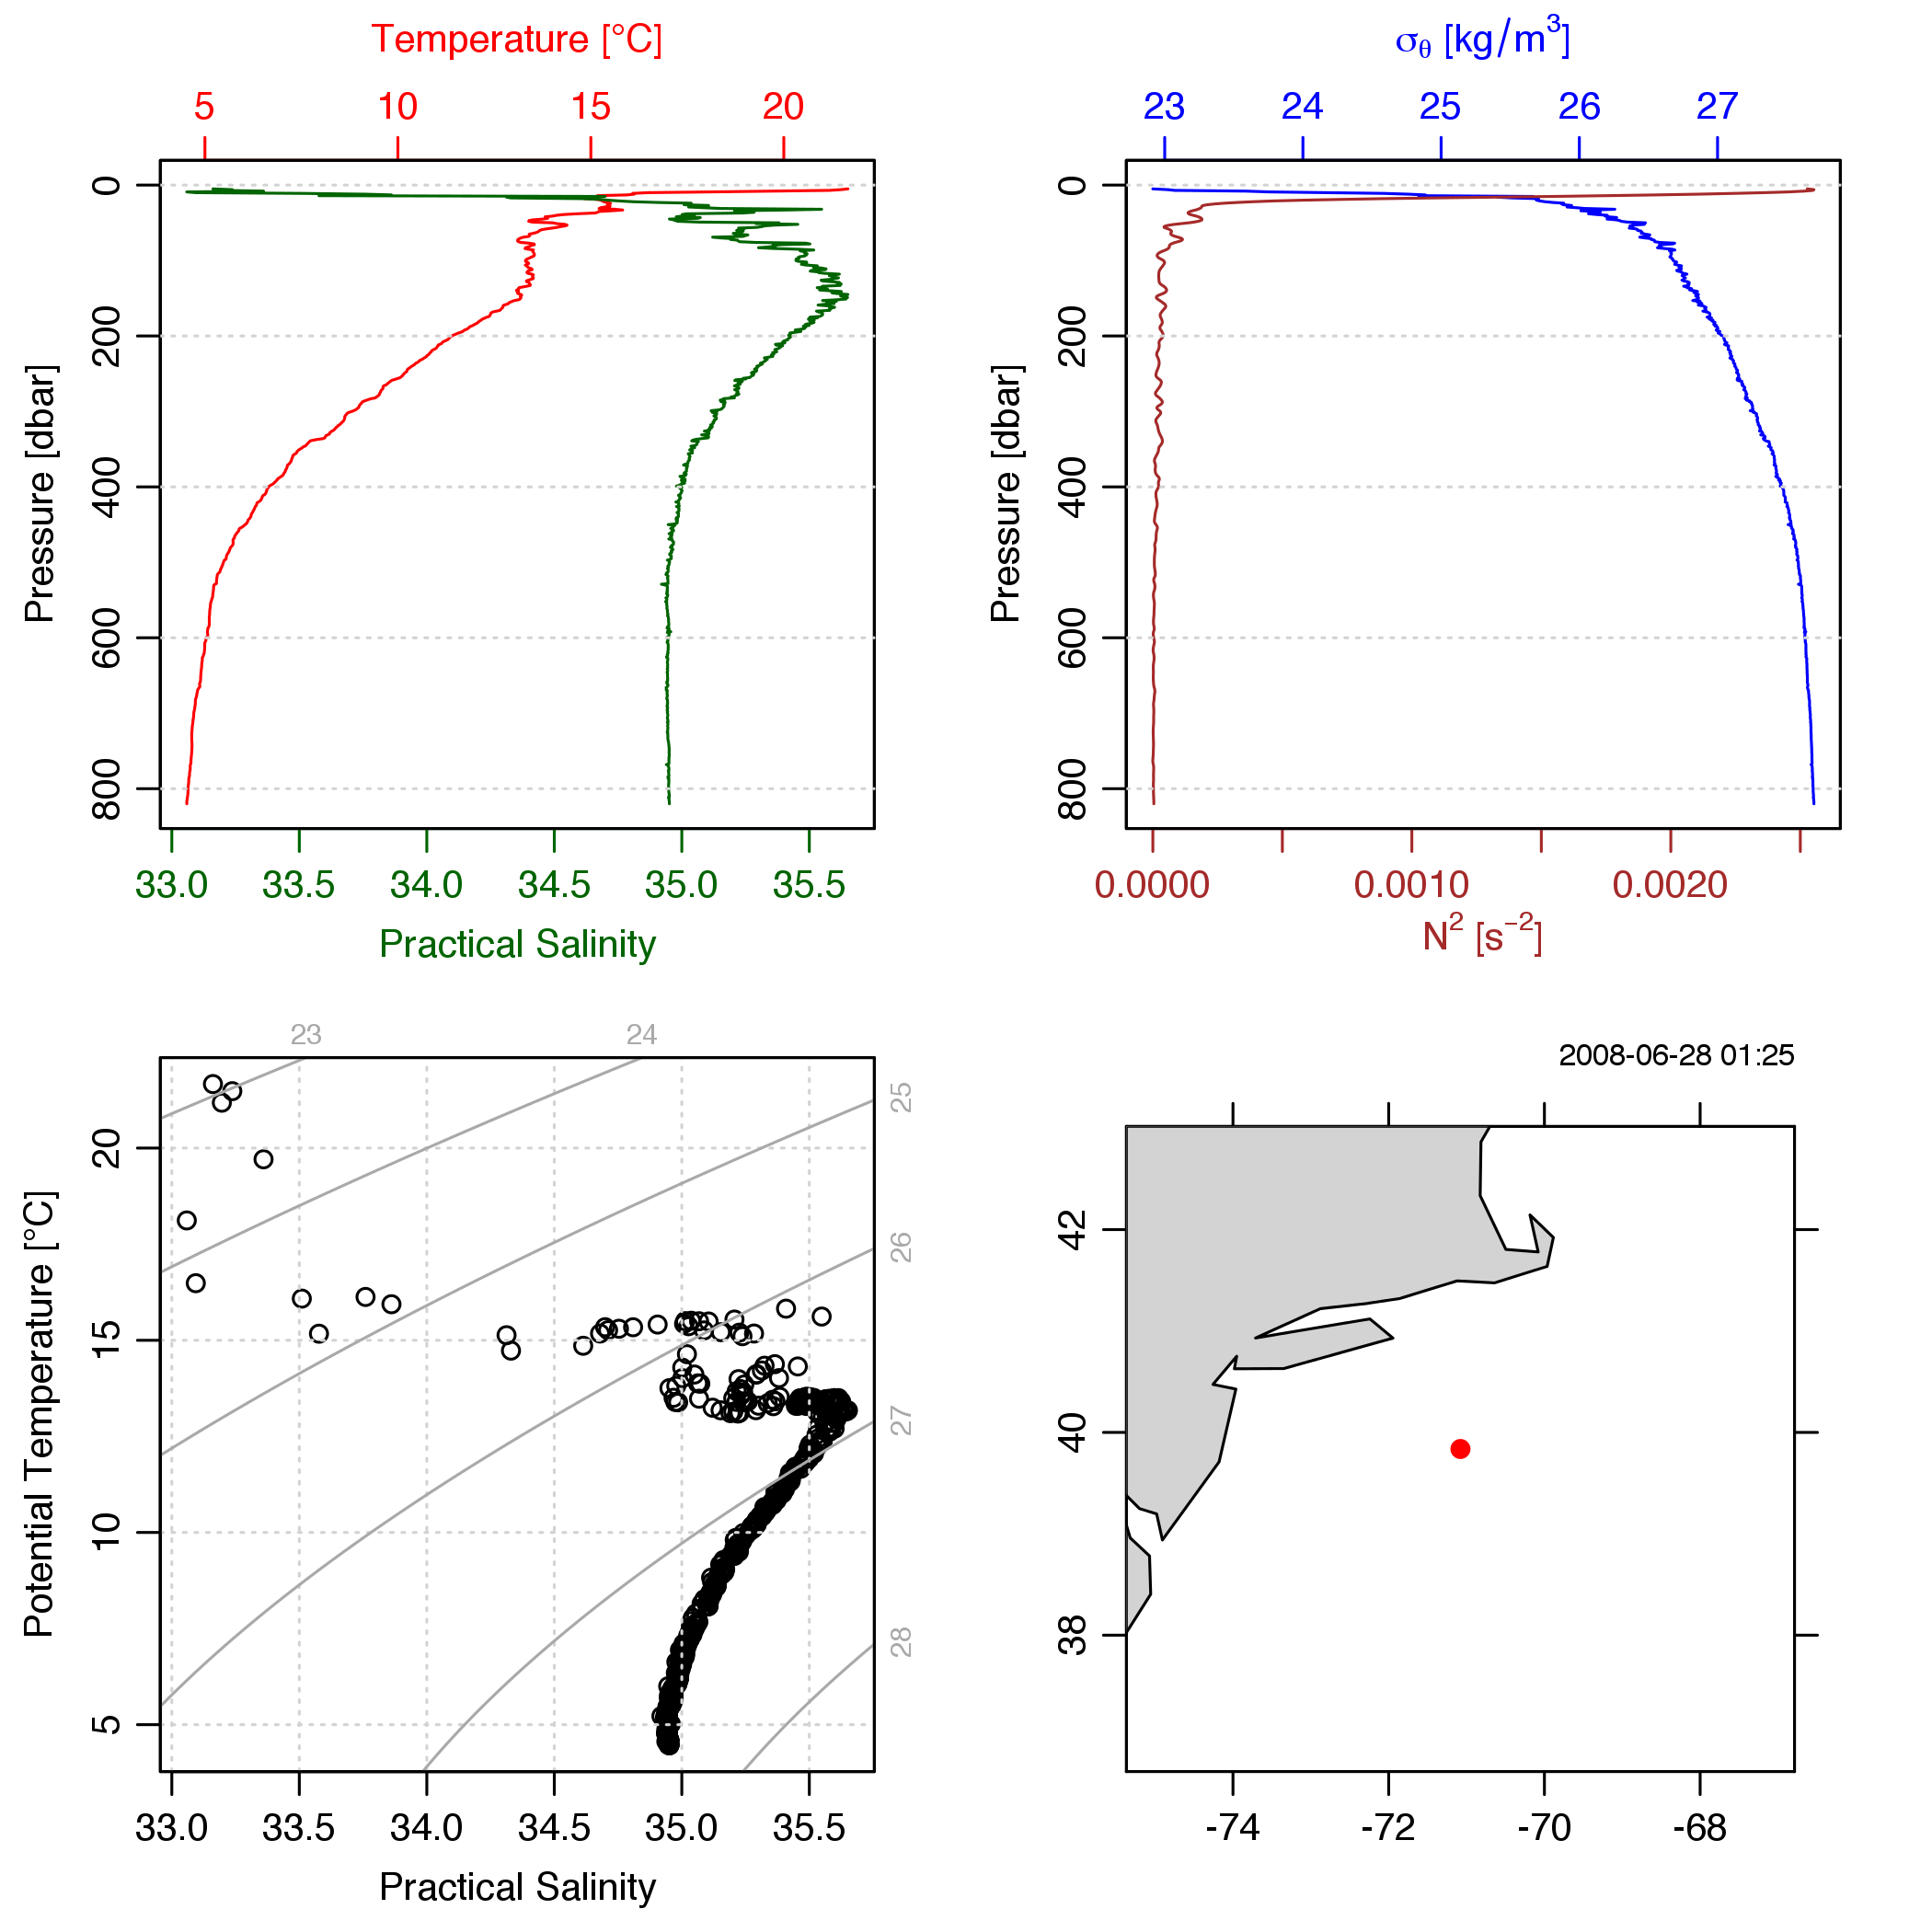 Temperature [°C]
5 10 15 20
0
200
400
600
800
Pressure [dbar]
33.0 33.5 34.0 34.5 35.0 35.5
Practical Salinity
σθ [kg/m³]
23 24 25 26 27
0
200
400
600
800
Pressure [dbar]
0.0000 0.0010 0.0020
N² [s⁻²]
23 24
25
26
27
28
20
15
10
5
Potential Temperature [°C]
33.0 33.5 34.0 34.5 35.0 35.5
Practical Salinity
2008-06-28 01:25
42
40
38
-74 -72 -70 -68